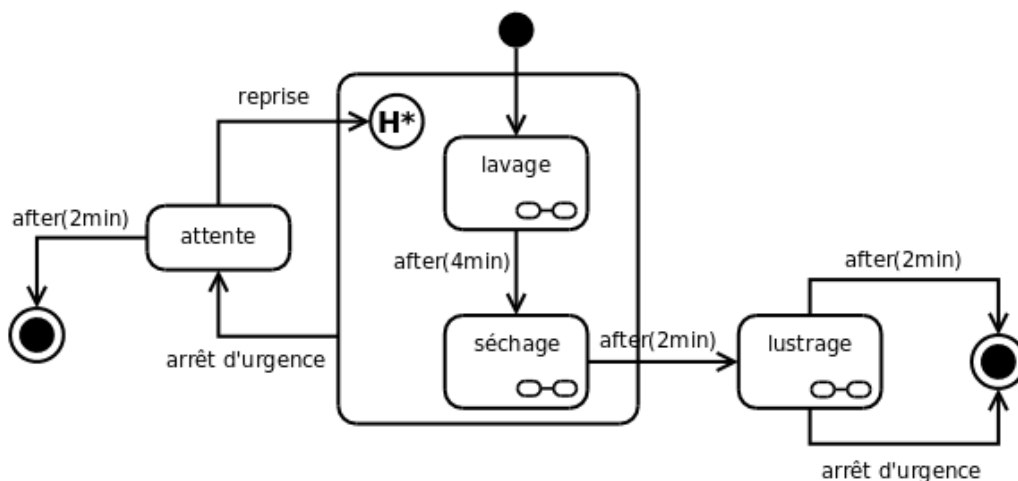 reprise
H*
lavage
after(2min)
attente
after(4min)
after(2min)
arrêt d'urgence
séchage
after(2min)
lustrage
arrêt d'urgence